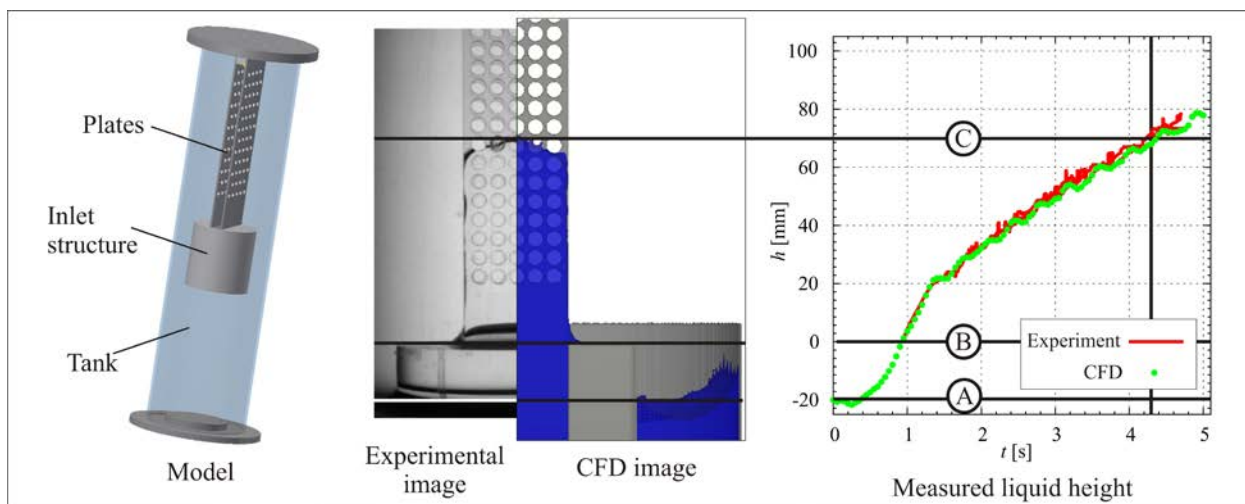 Plates
Inlet
structure
Tank
Model
Experimental
image
CFD image
h [mm]
100
80
60
40
20
0
-20
C
B
A
Experiment
CFD
0
1
2
3
4
5
t [s]
Measured liquid height